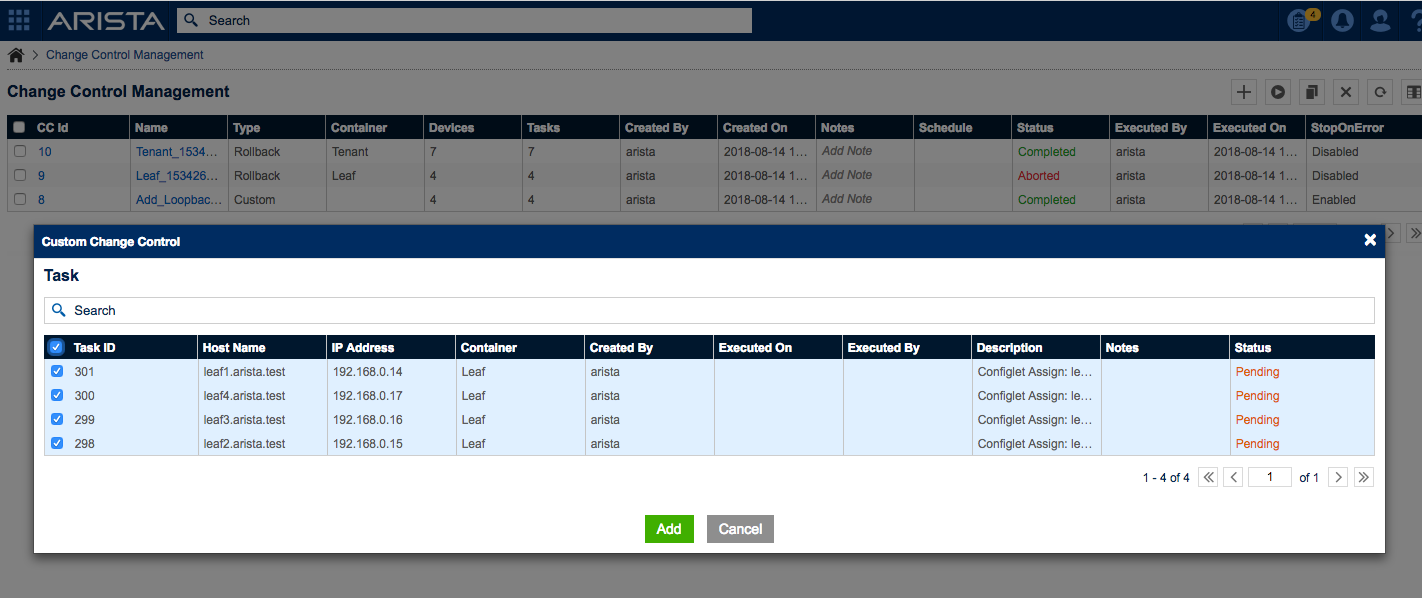 ARISTA Search 4 ?
> Change Control Management
Change Control Management
CC Id Name Type Container Devices Tasks Created By Created On Notes Schedule Status Executed By Executed On StopOnError
10 Tenant_1534... Rollback Tenant 7 7 arista 2018-08-14 1... Add Note Completed arista 2018-08-14 1... Disabled
9 Leaf_153426... Rollback Leaf 4 4 arista 2018-08-14 1... Add Note Aborted arista 2018-08-14 1... Disabled
8 Add_Loopbac... Custom 4 4 arista 2018-08-14 1... Add Note Completed arista 2018-08-14 1... Enabled
Custom Change Control
Task
Search
Task ID Host Name IP Address Container Created By Executed On Executed By Description Notes Status
301 leaf1.arista.test 192.168.0.14 Leaf arista Configlet Assign: le... Pending
300 leaf4.arista.test 192.168.0.17 Leaf arista Configlet Assign: le... Pending
299 leaf3.arista.test 192.168.0.16 Leaf arista Configlet Assign: le... Pending
298 leaf2.arista.test 192.168.0.15 Leaf arista Configlet Assign: le... Pending
1 - 4 of 4 1 of 1
Add Cancel